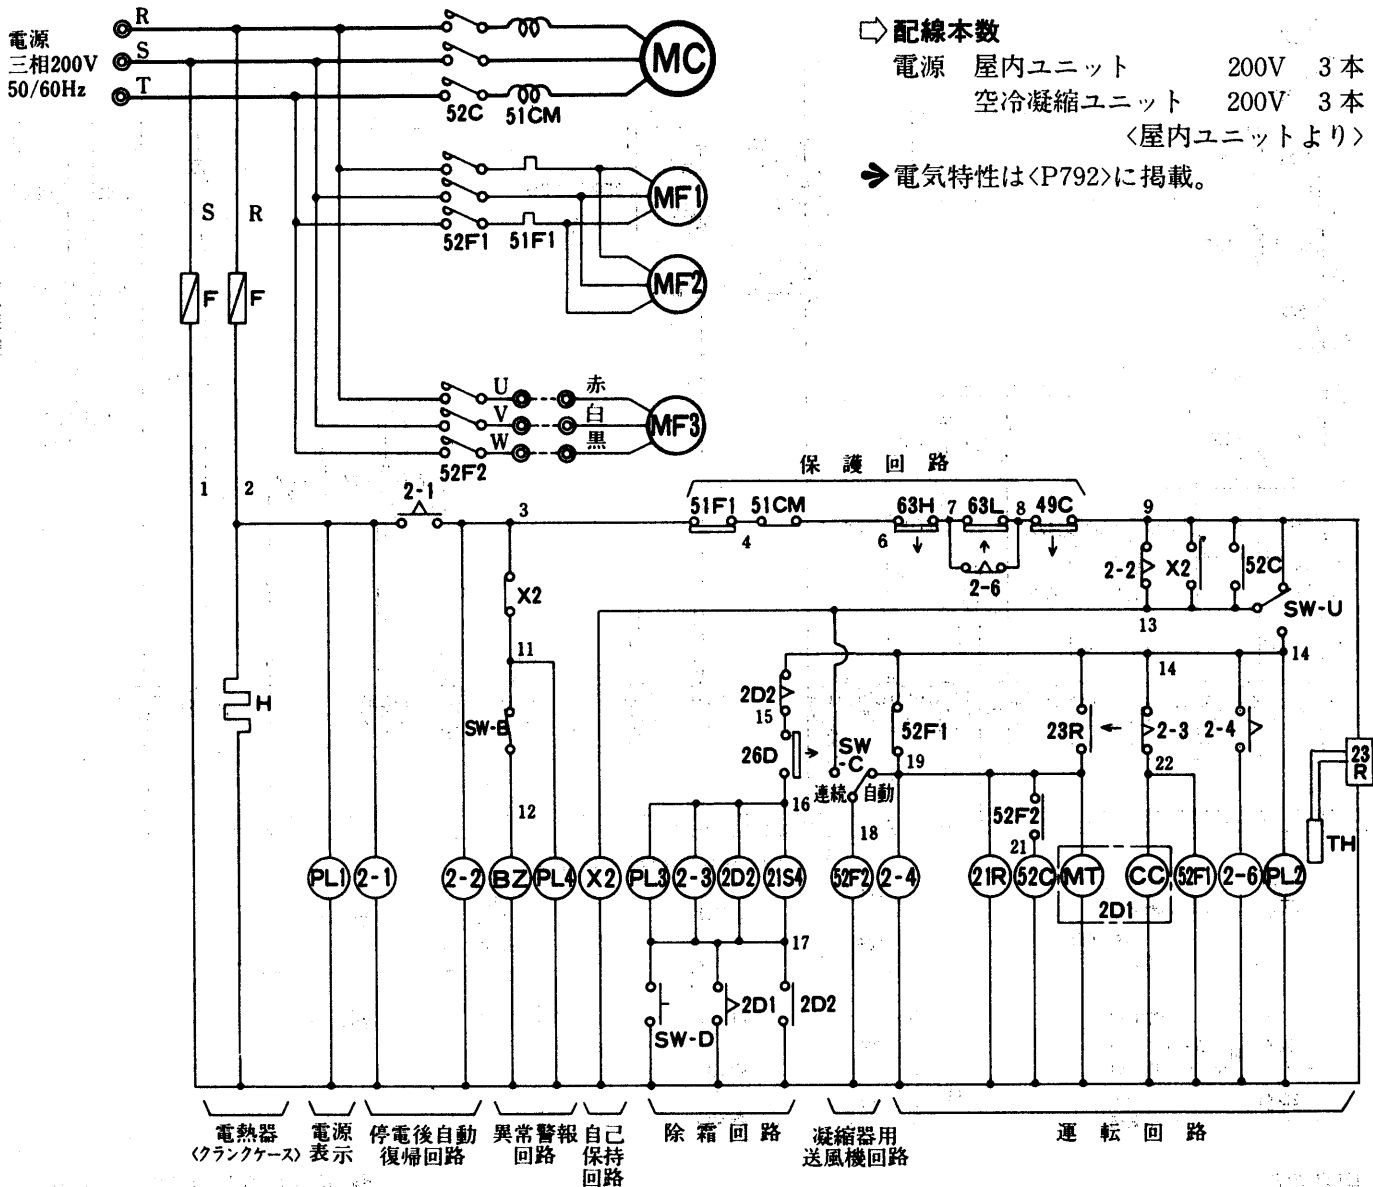 電源
三相200V
50/60Hz
R
S
T
52C 51CM
MC
⇨ 配線本数
電源 屋内ユニット 200V 3本
空冷凝縮ユニット 200V 3本
〈屋内ユニットより〉
➔ 電気特性は〈P792〉に掲載。
52F1 51F1
MF1
MF2
S R
F F
U 赤
V 白
W 黒
52F2
MF3
1 2
2-1
3
保護回路
51F1 51CM 63H 7 63L 8 49C 9
4 6
2-6
X2
2-2 X2 52C
SW-U
13
11
14 14
H
SW-B
2D2
15
26D
SW-C
連続 自動
52F1
19
23R
2-3
22
2-4
23R
12
16
18
52F2
21
TH
PL1 2-1 2-2 BZ PL4 X2 PL3 2-3 2D2 21S4 52F2 2-4 21R 52C MT CC 52F1 2-6 PL2
2D1
17
SW-D
2D1
2D2
電熱器
〈クランクケース〉
電源
表示
停電後自動
復帰回路
異常警報
回路
自己
保持
回路
除霜回路
凝縮器用
送風機回路
運転回路